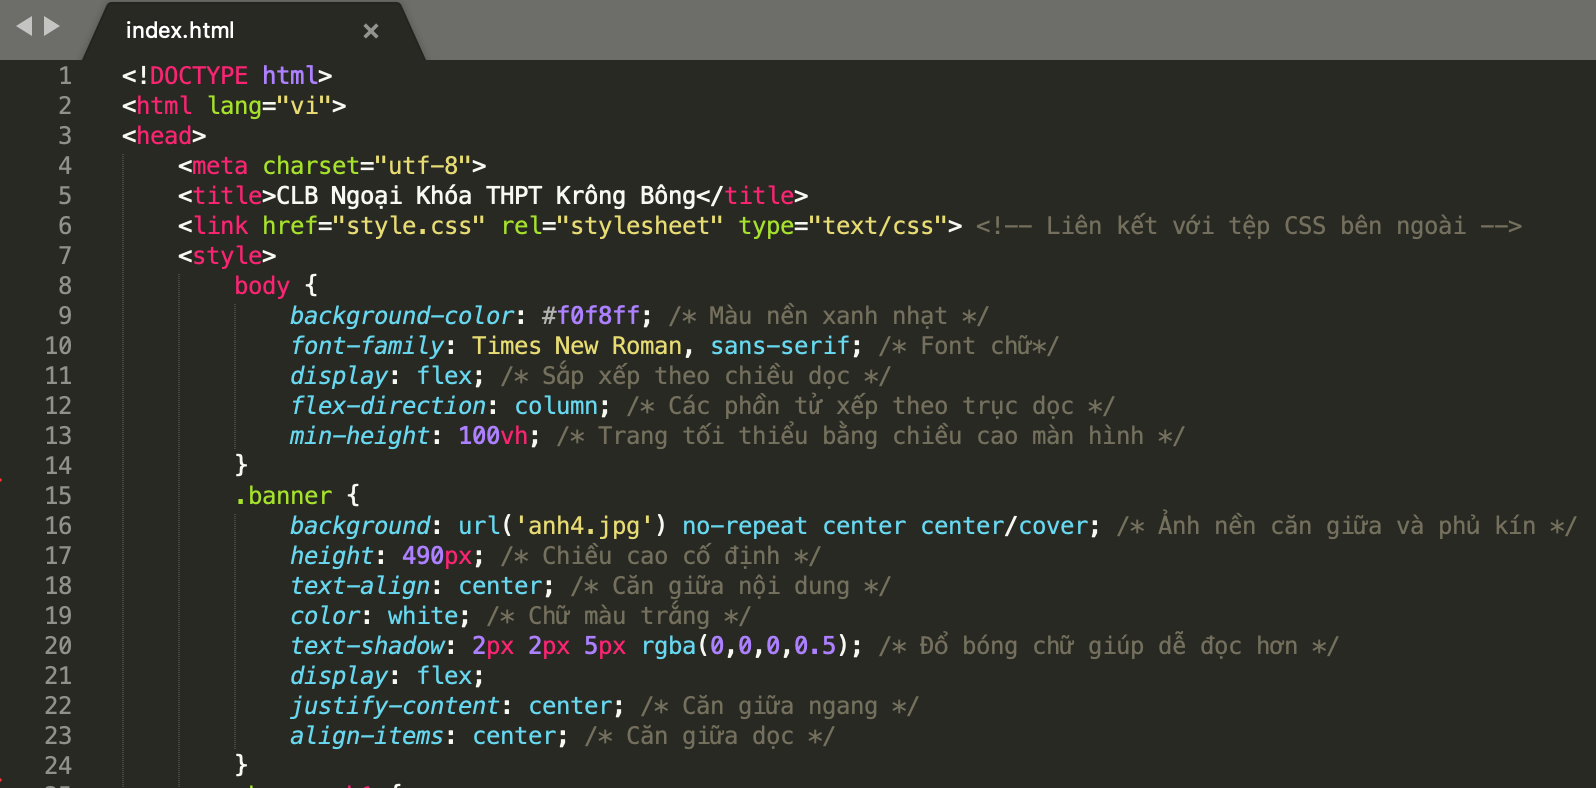 index.html ×
1 <!DOCTYPE html>
2 <html lang="vi">
3 <head>
4 <meta charset="utf-8">
5 <title>CLB Ngoại Khóa THPT Krông Bông</title>
6 <link href="style.css" rel="stylesheet" type="text/css"> <!-- Liên kết với tệp CSS bên ngoài -->
7 <style>
8 body {
9 background-color: #f0f8ff; /* Màu nền xanh nhạt */
10 font-family: Times New Roman, sans-serif; /* Font chữ*/
11 display: flex; /* Sắp xếp theo chiều dọc */
12 flex-direction: column; /* Các phần tử xếp theo trục dọc */
13 min-height: 100vh; /* Trang tối thiểu bằng chiều cao màn hình */
14 }
15 .banner {
16 background: url('anh4.jpg') no-repeat center center/cover; /* Ảnh nền căn giữa và phủ kín */
17 height: 490px; /* Chiều cao cố định */
18 text-align: center; /* Căn giữa nội dung */
19 color: white; /* Chữ màu trắng */
20 text-shadow: 2px 2px 5px rgba(0,0,0,0.5); /* Đổ bóng chữ giúp dễ đọc hơn */
21 display: flex;
22 justify-content: center; /* Căn giữa ngang */
23 align-items: center; /* Căn giữa dọc */
24 }